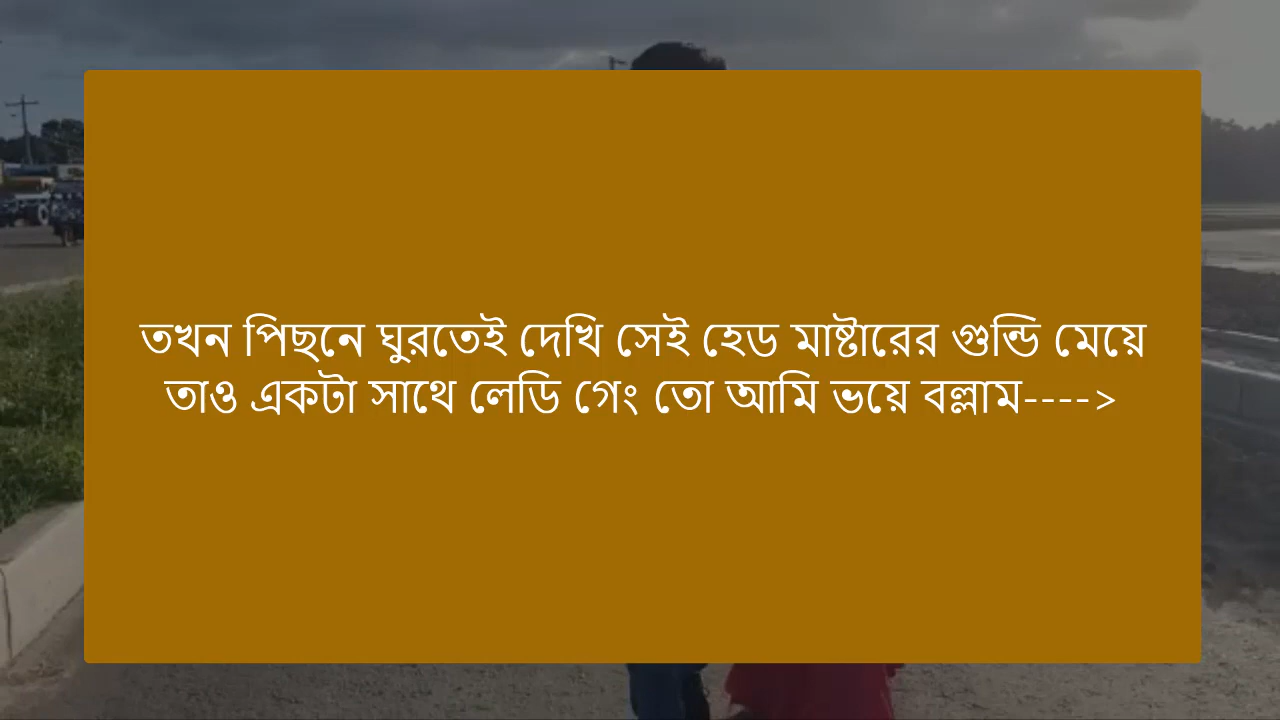 তখন পিছনে ঘুরতেই দেখি সেই হেড মাষ্টারের গুন্ডি মেয়ে
তাও একটা সাথে লেডি গেং তো আমি ভয়ে বল্লাম---->